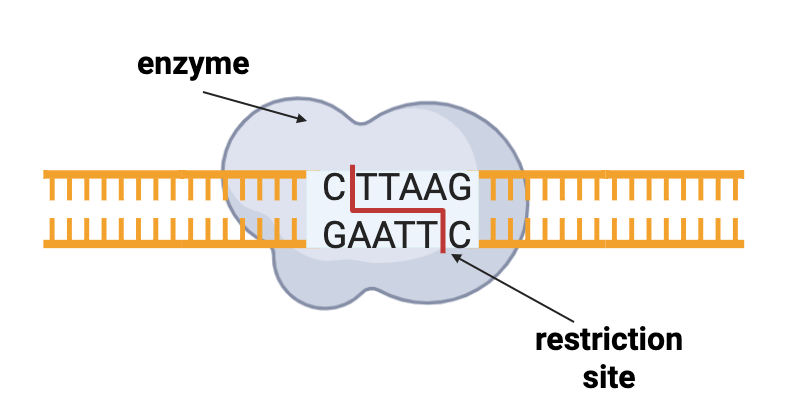 enzyme
CTTAAG
GAATTC
restriction
site